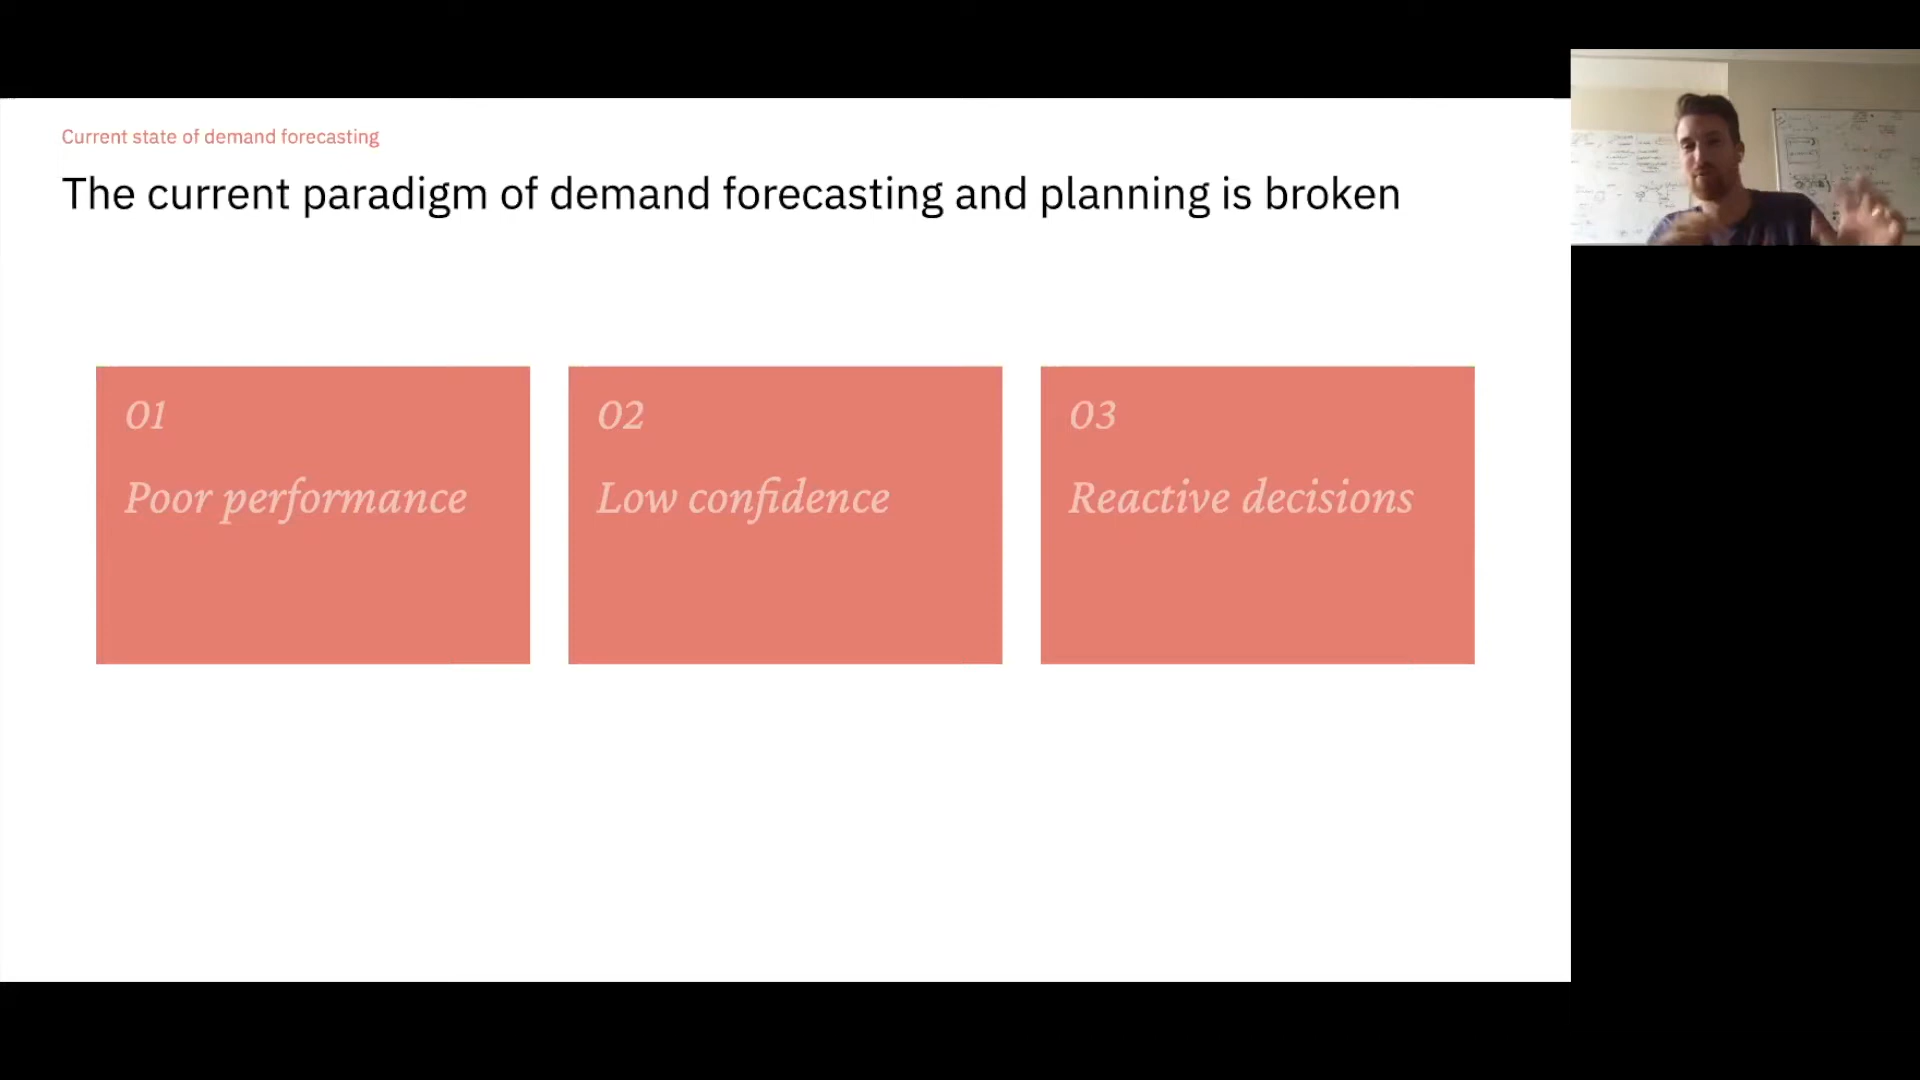 Current state of demand forecasting
The current paradigm of demand forecasting and planning is broken
01
Poor performance
02
Low confidence
03
Reactive decisions